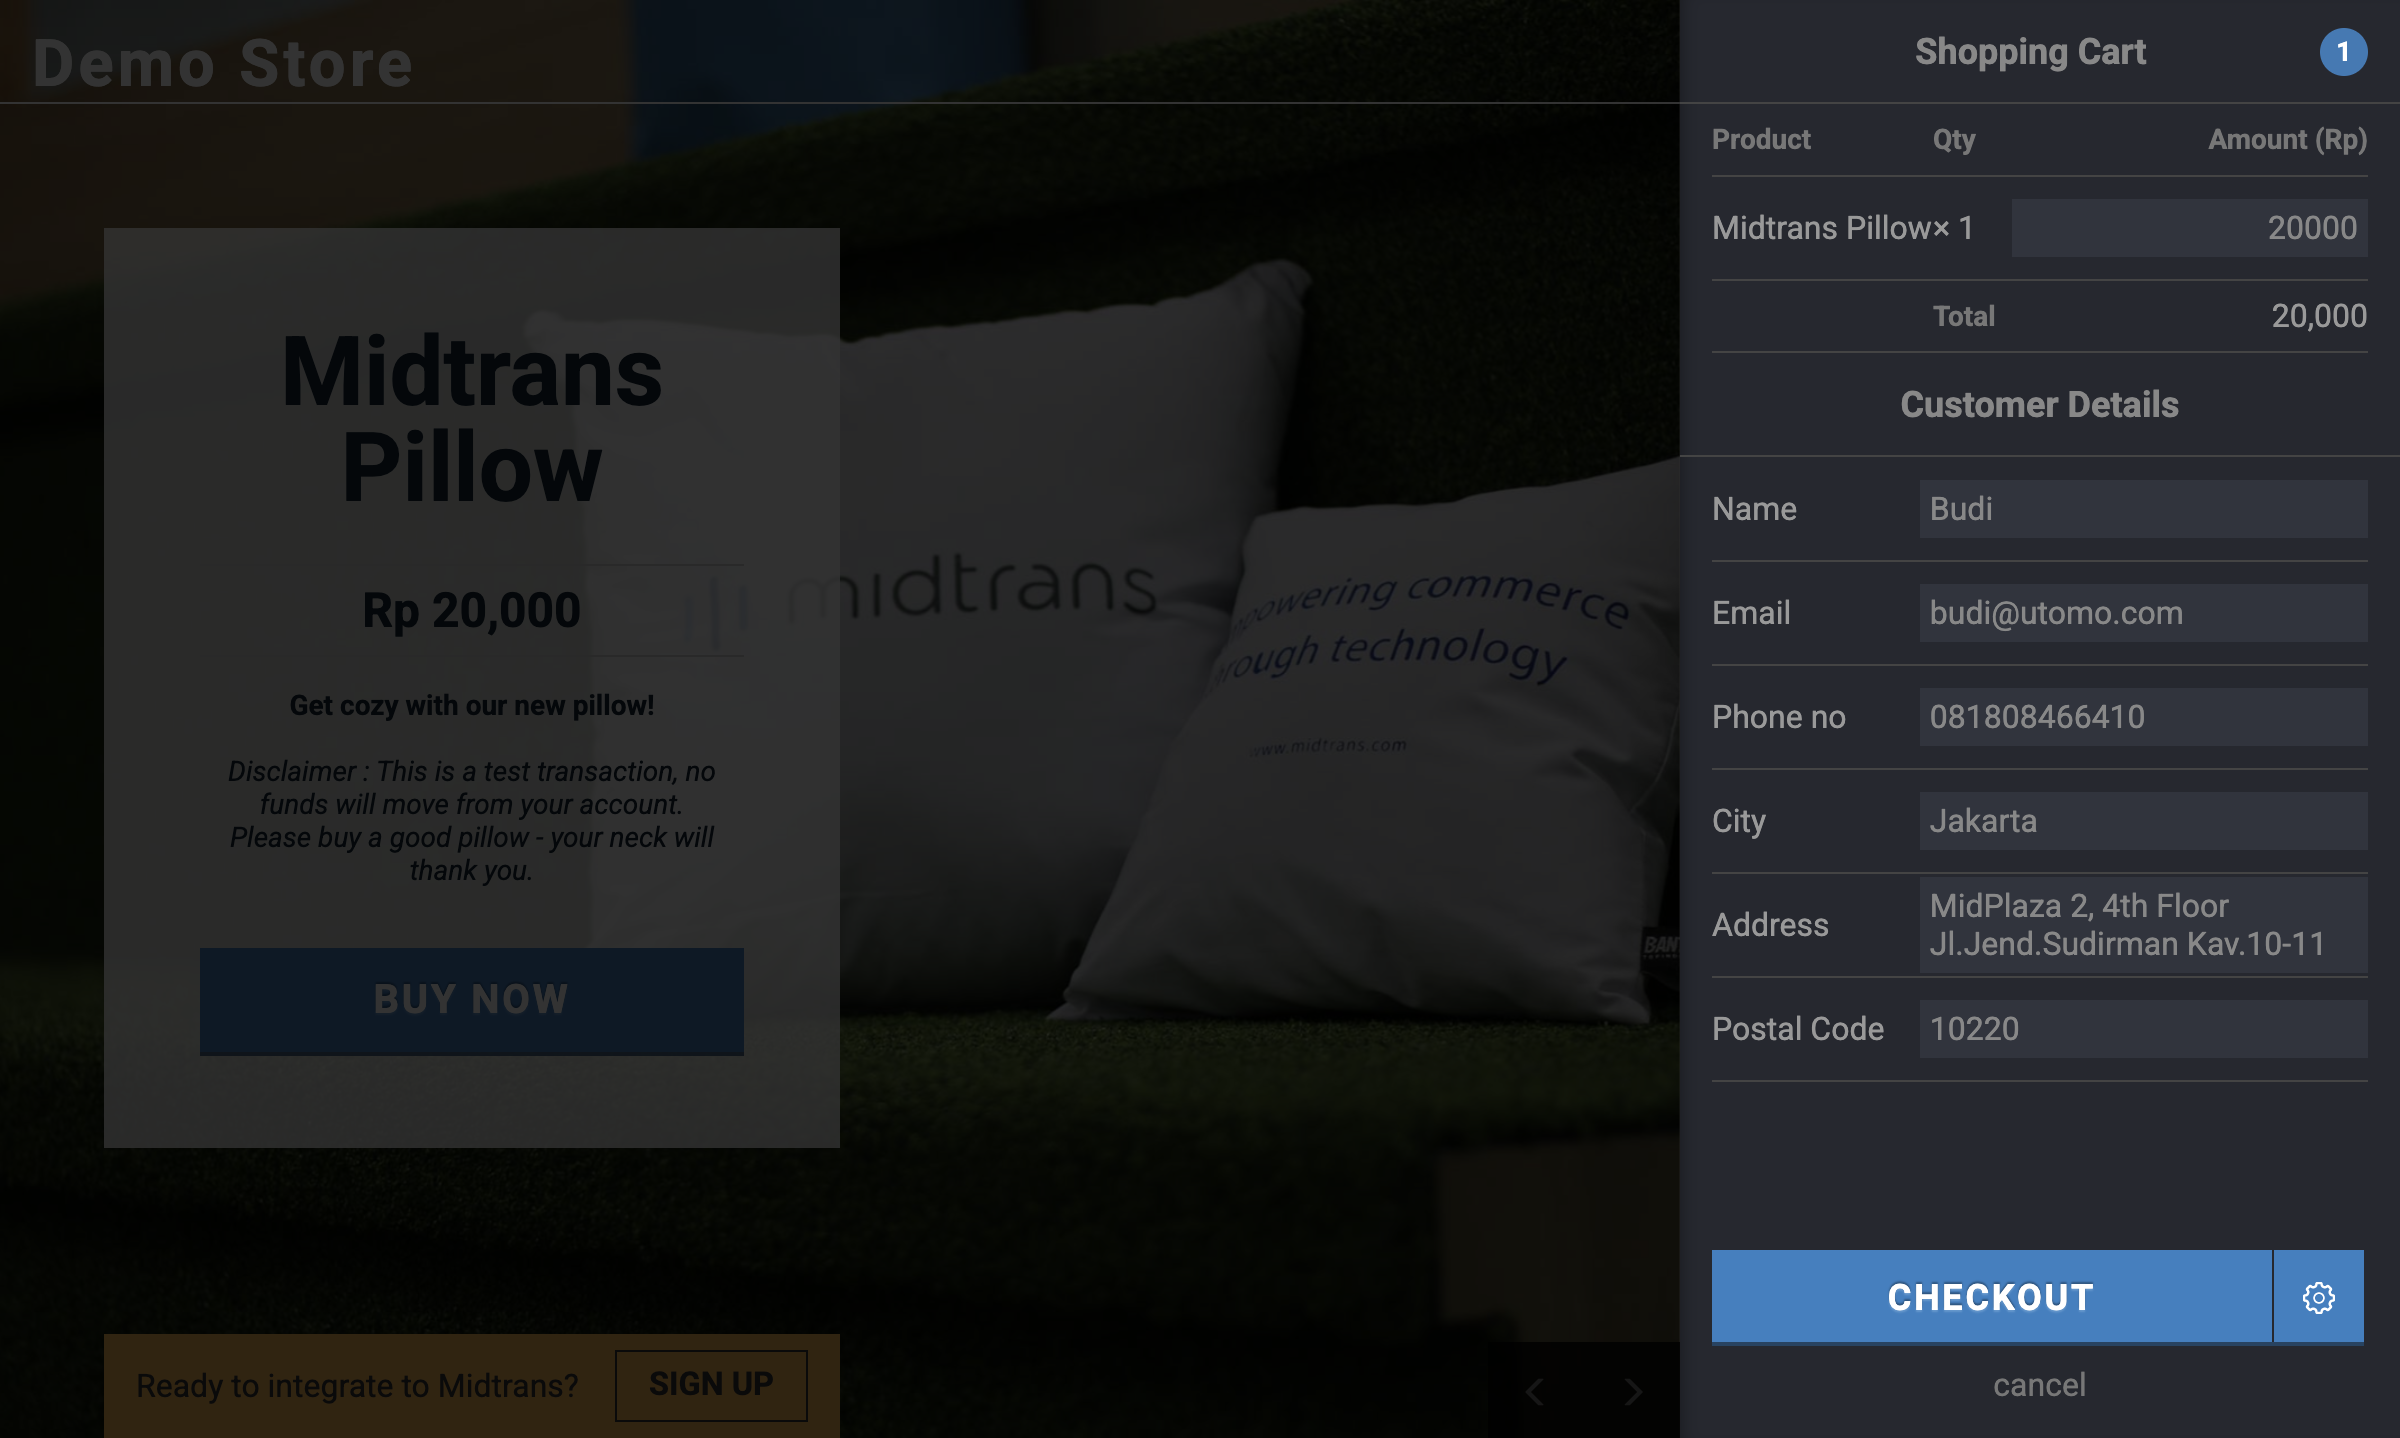 Demo Store
Midtrans
Pillow
Rp 20,000
Get cozy with our new pillow!
Disclaimer : This is a test transaction, no
funds will move from your account.
Please buy a good pillow - your neck will
thank you.
BUY NOW
Ready to integrate to Midtrans?
SIGN UP
midtrans
powering commerce
rough technology
www.midtrans.com
BAN
Shopping Cart
1
Product Qty Amount (Rp)
Midtrans Pillow× 1 20000
Total 20,000
Customer Details
Name Budi
Email budi@utomo.com
Phone no 081808466410
City Jakarta
Address MidPlaza 2, 4th Floor
Jl.Jend.Sudirman Kav.10-11
Postal Code 10220
CHECKOUT
cancel